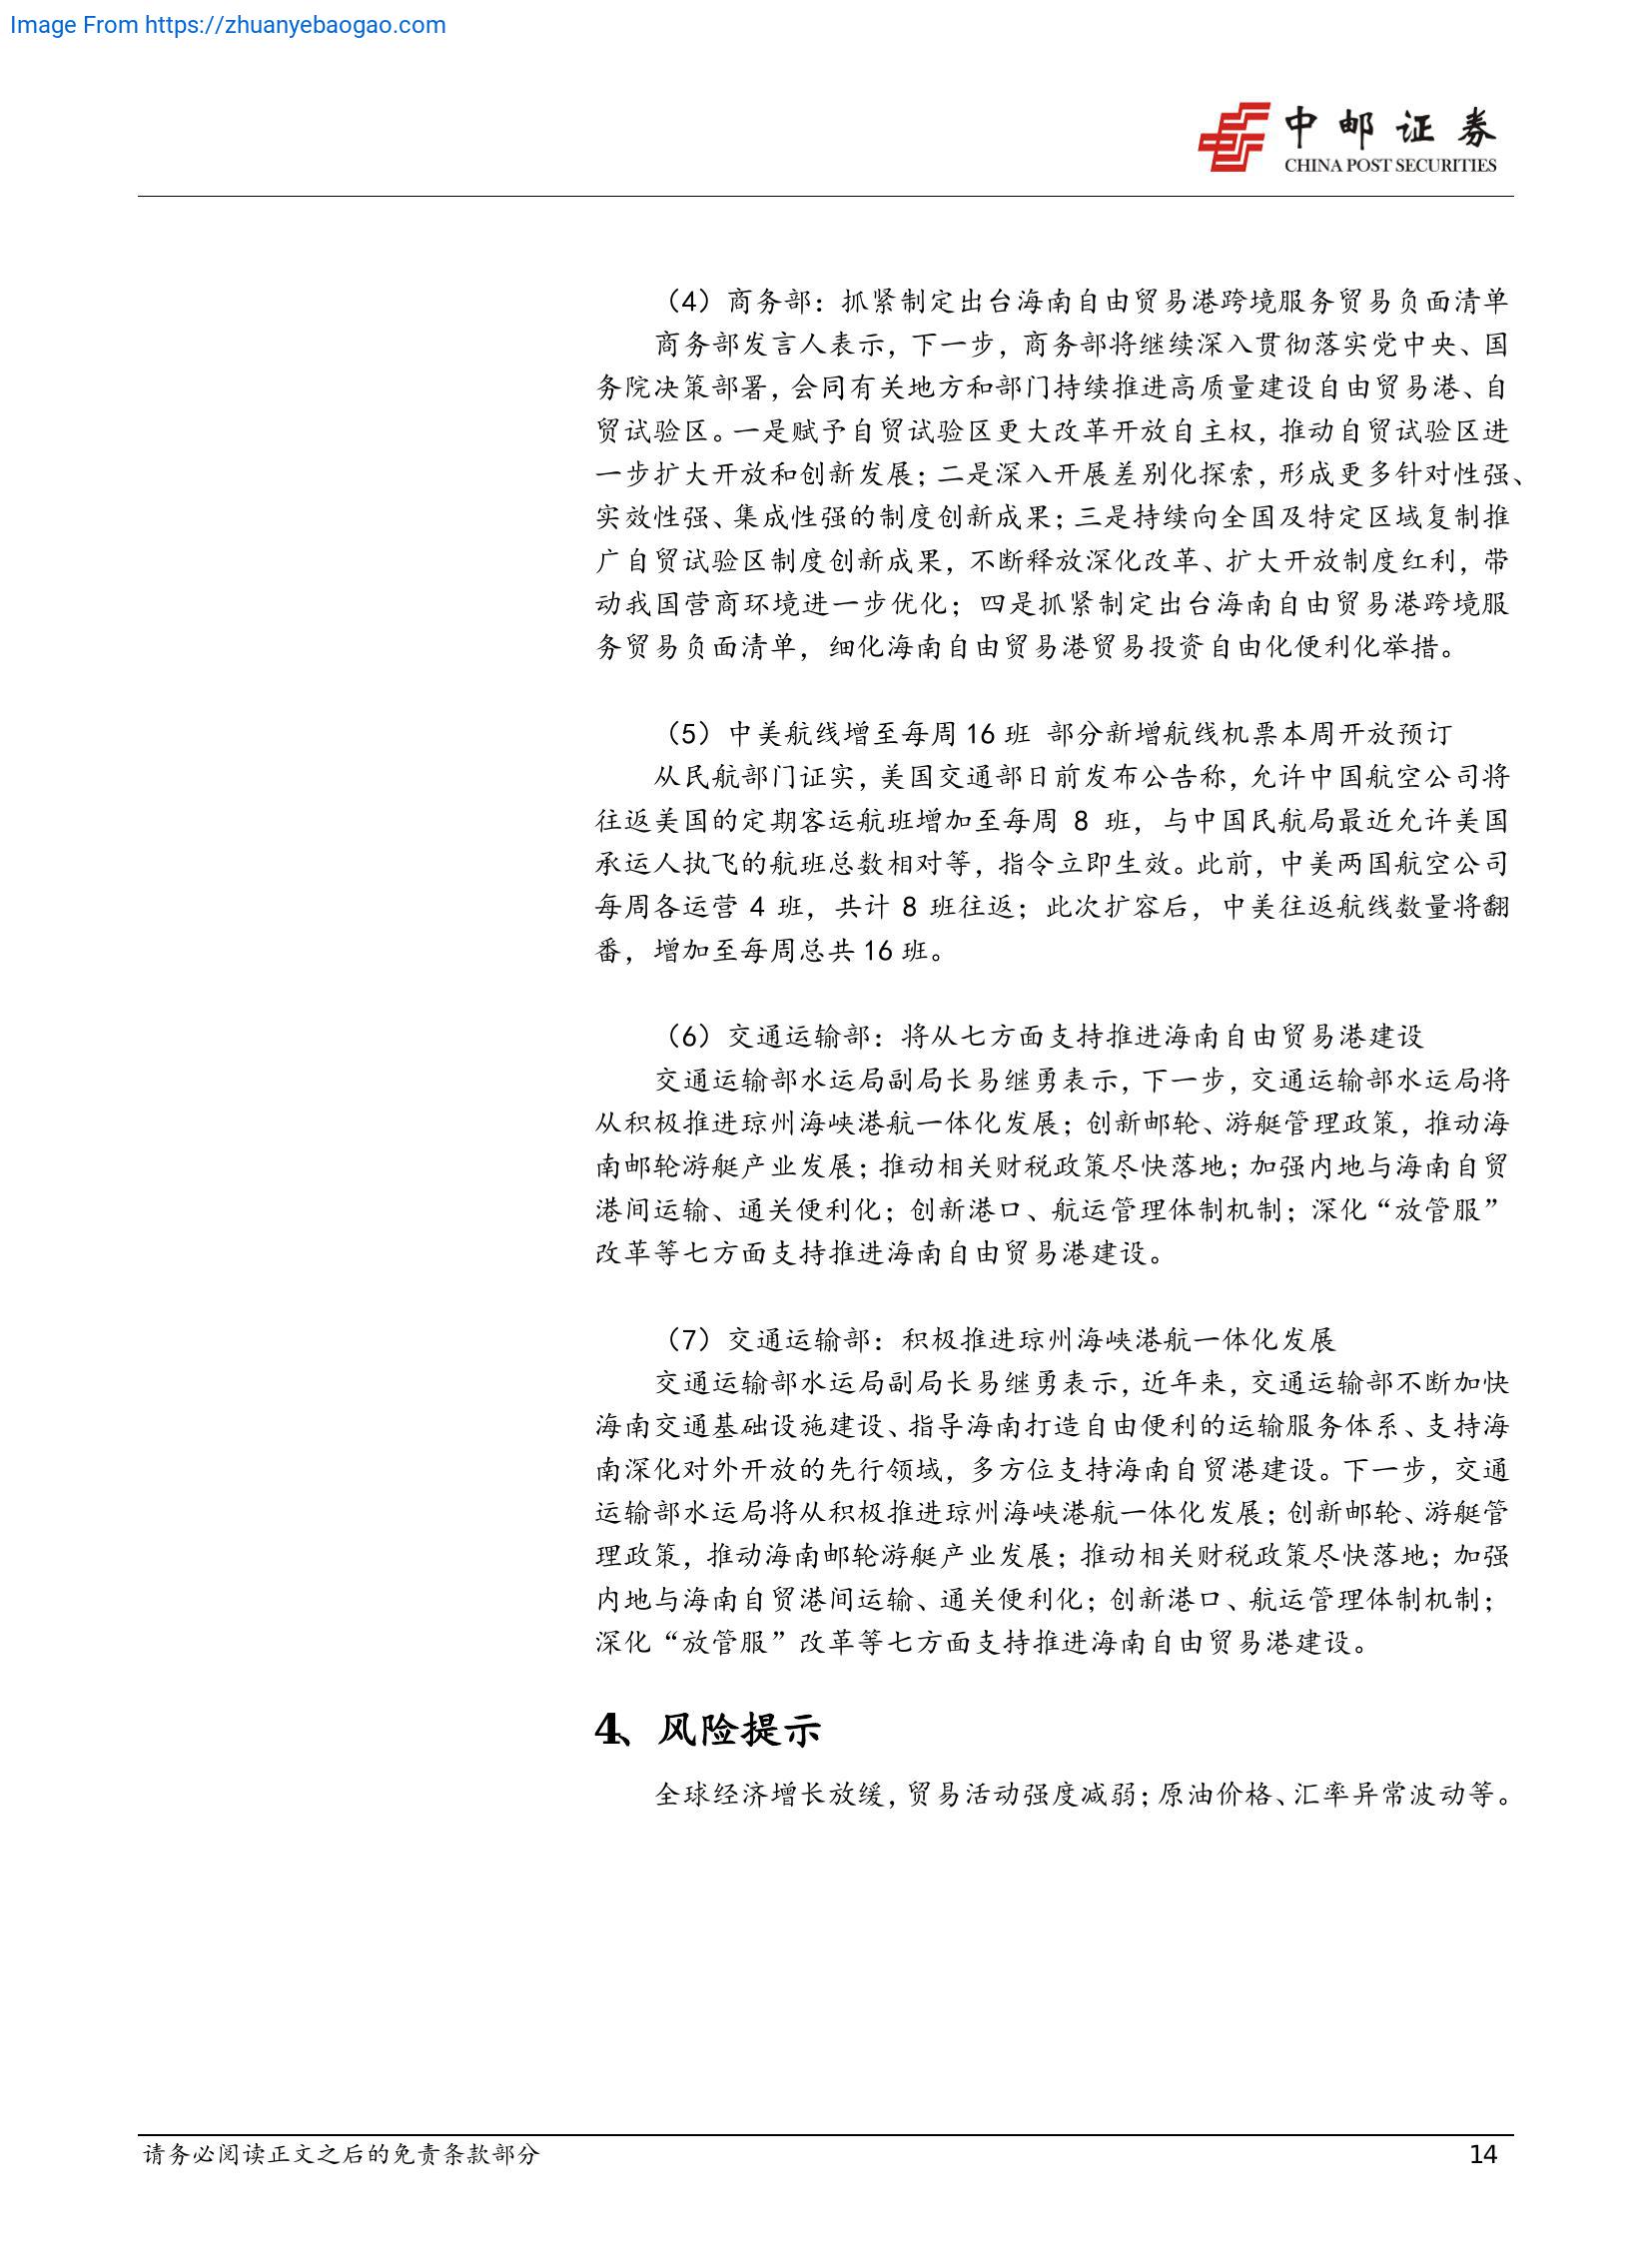 Image From https://zhuanyebaogao.com
中邮证券
CHINA POST SECURITIES
（4）商务部：抓紧制定出台海南自由贸易港跨境服务贸易负面清单
商务部发言人表示，下一步，商务部将继续深入贯彻落实党中央、国
务院决策部署，会同有关地方和部门持续推进高质量建设自由贸易港、自
贸试验区。一是赋予自贸试验区更大改革开放自主权，推动自贸试验区进
一步扩大开放和创新发展；二是深入开展差别化探索，形成更多针对性强、
实效性强、集成性强的制度创新成果；三是持续向全国及特定区域复制推
广自贸试验区制度创新成果，不断释放深化改革、扩大开放制度红利，带
动我国营商环境进一步优化；四是抓紧制定出台海南自由贸易港跨境服
务贸易负面清单，细化海南自由贸易港贸易投资自由化便利化举措。
（5）中美航线增至每周 16 班 部分新增航线机票本周开放预订
从民航部门证实，美国交通部日前发布公告称，允许中国航空公司将
往返美国的定期客运航班增加至每周 8 班，与中国民航局最近允许美国
承运人执飞的航班总数相对等，指令立即生效。此前，中美两国航空公司
每周各运营 4 班，共计 8 班往返；此次扩容后，中美往返航线数量将翻
番，增加至每周总共 16 班。
（6）交通运输部：将从七方面支持推进海南自由贸易港建设
交通运输部水运局副局长易继勇表示，下一步，交通运输部水运局将
从积极推进琼州海峡港航一体化发展；创新邮轮、游艇管理政策，推动海
南邮轮游艇产业发展；推动相关财税政策尽快落地；加强内地与海南自贸
港间运输、通关便利化；创新港口、航运管理体制机制；深化“放管服”
改革等七方面支持推进海南自由贸易港建设。
（7）交通运输部：积极推进琼州海峡港航一体化发展
交通运输部水运局副局长易继勇表示，近年来，交通运输部不断加快
海南交通基础设施建设、指导海南打造自由便利的运输服务体系、支持海
南深化对外开放的先行领域，多方位支持海南自贸港建设。下一步，交通
运输部水运局将从积极推进琼州海峡港航一体化发展；创新邮轮、游艇管
理政策，推动海南邮轮游艇产业发展；推动相关财税政策尽快落地；加强
内地与海南自贸港间运输、通关便利化；创新港口、航运管理体制机制；
深化“放管服”改革等七方面支持推进海南自由贸易港建设。
4、风险提示
全球经济增长放缓，贸易活动强度减弱；原油价格、汇率异常波动等。
请务必阅读正文之后的免责条款部分
14